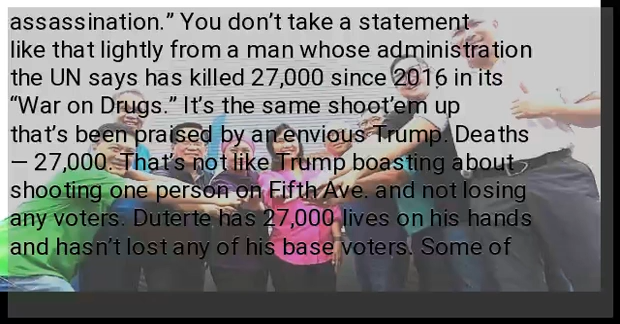 assassination.” You don’t take a statement
like that lightly from a man whose administration
the UN says has killed 27,000 since 2016 in its
“War on Drugs.” It’s the same shoot’em up
that’s been praised by an envious Trump. Deaths
— 27,000. That’s not like Trump boasting about
shooting one person on Fifth Ave. and not losing
any voters. Duterte has 27,000 lives on his hands
and hasn’t lost any of his base voters. Some of